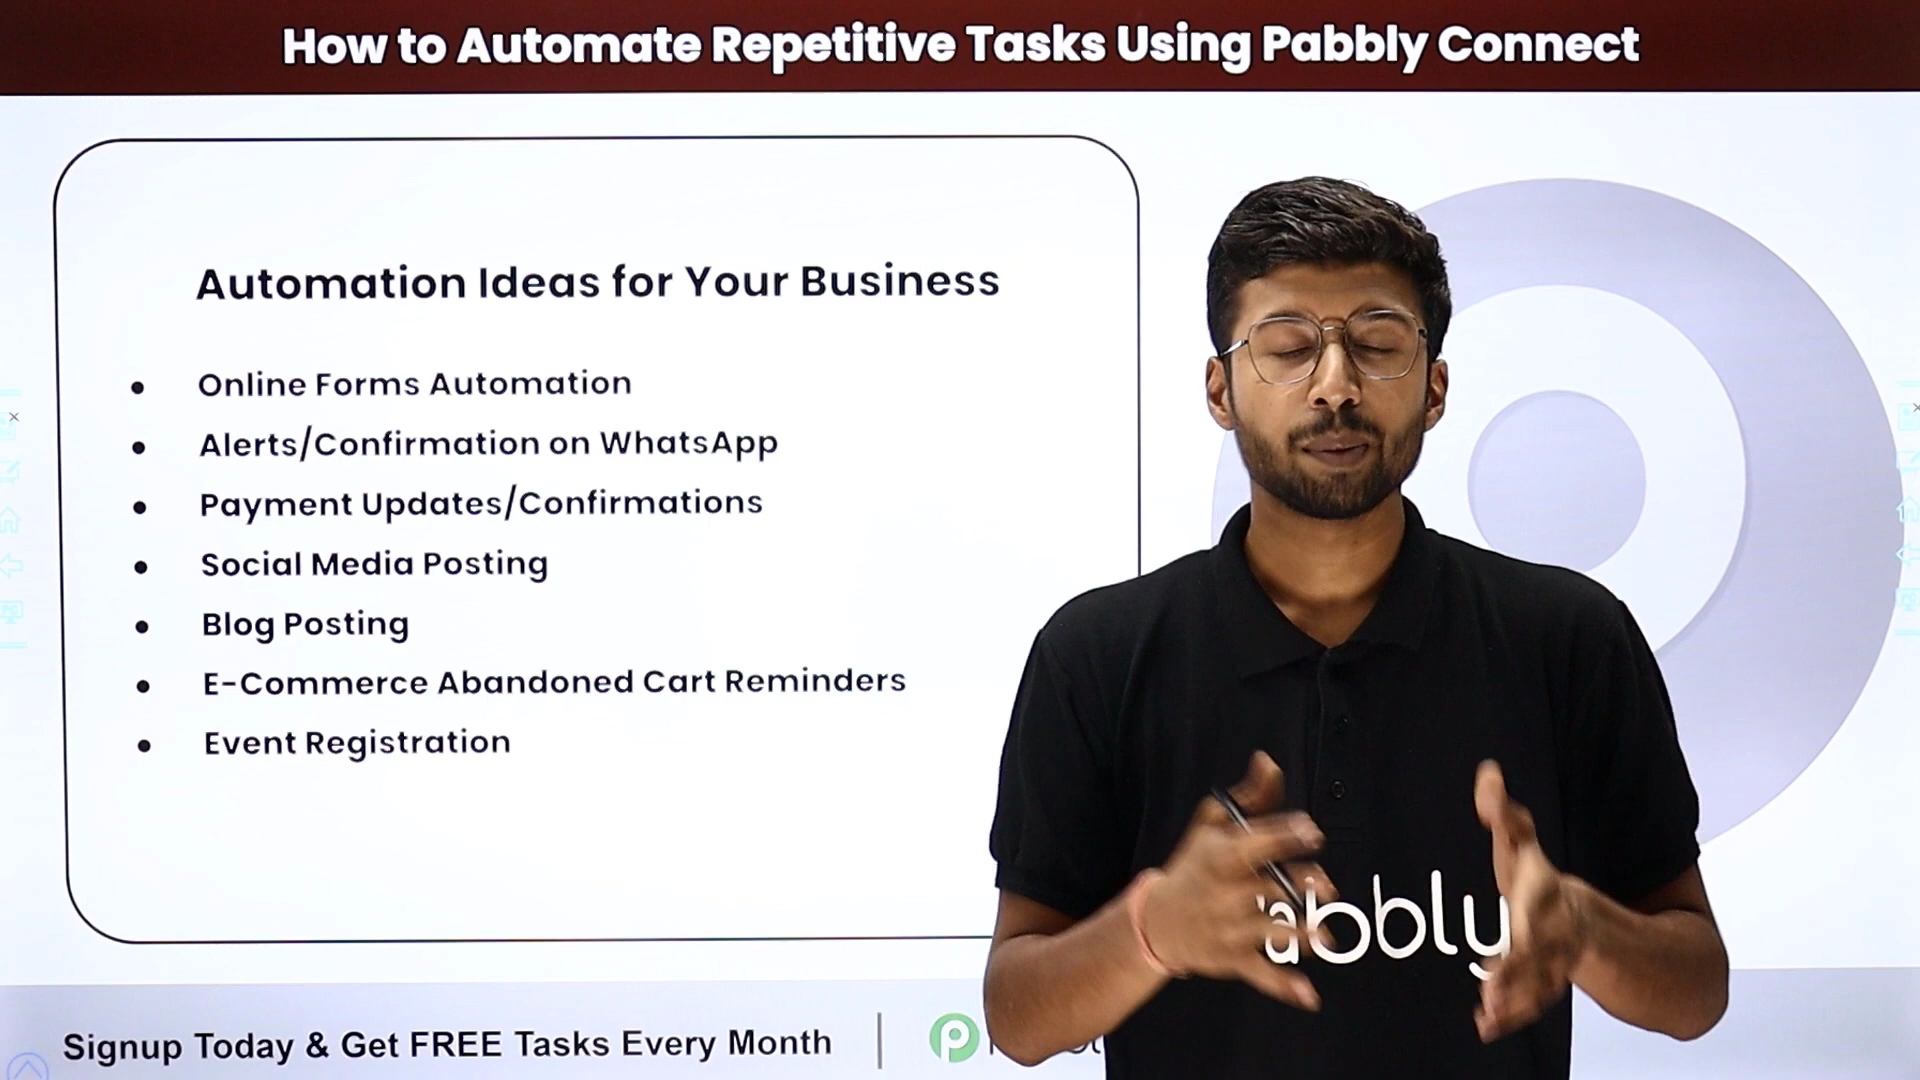 How to Automate Repetitive Tasks Using Pabbly Connect
Automation Ideas for Your Business
• Online Forms Automation
• Alerts/Confirmation on WhatsApp
• Payment Updates/Confirmations
• Social Media Posting
• Blog Posting
• E-Commerce Abandoned Cart Reminders
• Event Registration
abbly
Signup Today & Get FREE Tasks Every Month